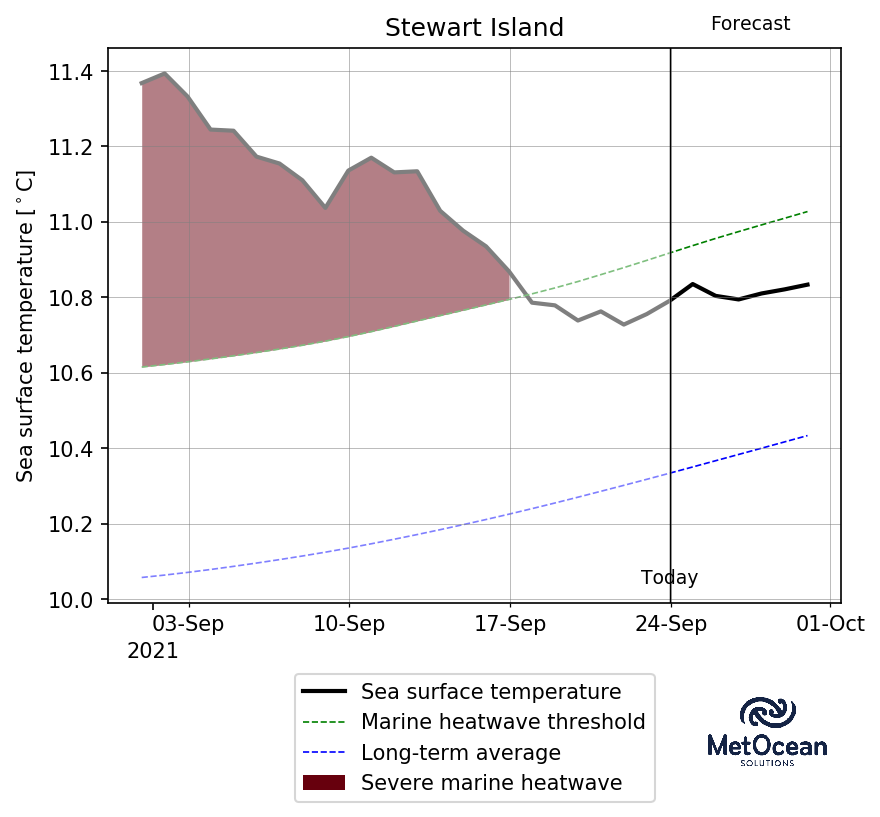 Stewart Island
Forecast
Sea surface temperature [°C]
11.4
11.2
11.0
10.8
10.6
10.4
10.2
10.0
Today
03-Sep
10-Sep
17-Sep
24-Sep
01-Oct
2021
Sea surface temperature
Marine heatwave threshold
Long-term average
Severe marine heatwave
MetOcean
SOLUTIONS